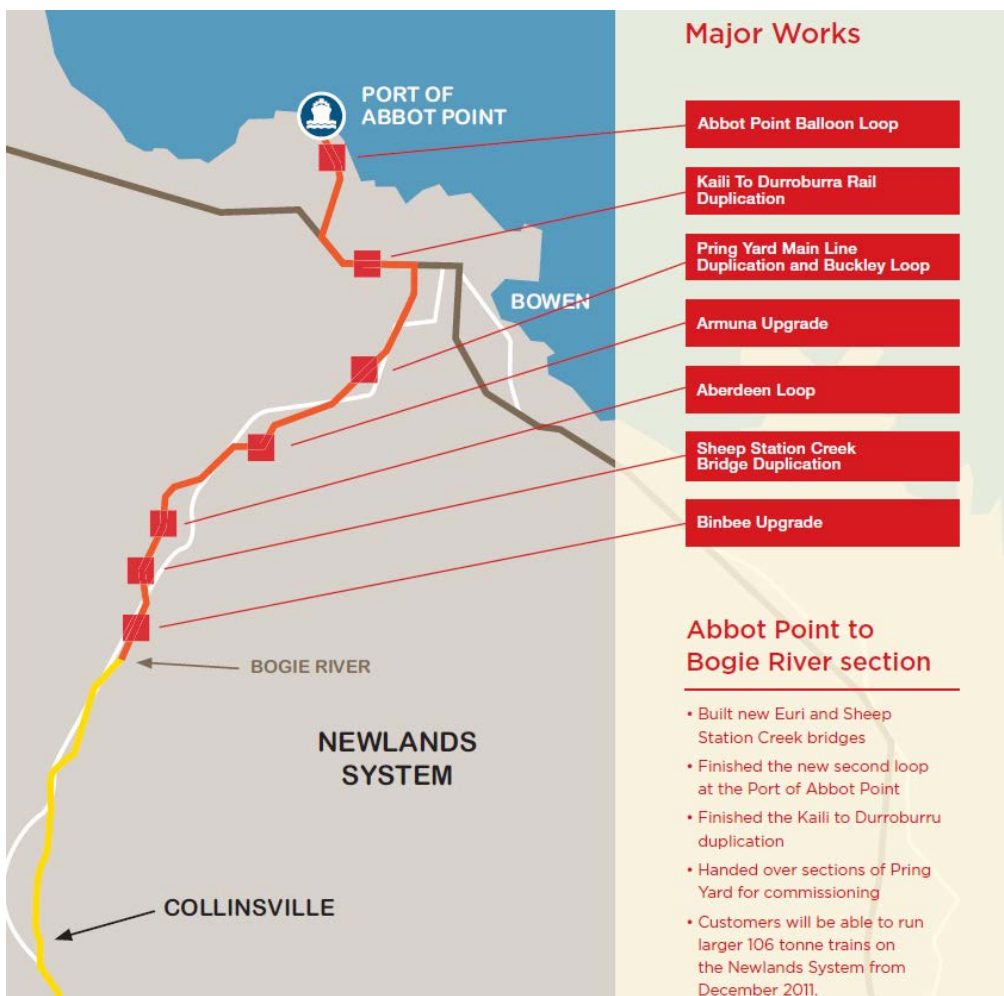 PORT OF
ABBOT POINT
BOWEN
BOGIE RIVER
NEWLANDS
SYSTEM
COLLINSVILLE
Major Works
Abbot Point Balloon Loop
Kaili To Durroburra Rail
Duplication
Pring Yard Main Line
Duplication and Buckley Loop
Armuna Upgrade
Aberdeen Loop
Sheep Station Creek
Bridge Duplication
Binbee Upgrade
Abbot Point to
Bogie River section
• Built new Euri and Sheep
Station Creek bridges
• Finished the new second loop
at the Port of Abbot Point
• Finished the Kaili to Durroburru
duplication
• Handed over sections of Pring
Yard for commissioning
• Customers will be able to run
larger 106 tonne trains on
the Newlands System from
December 2011.